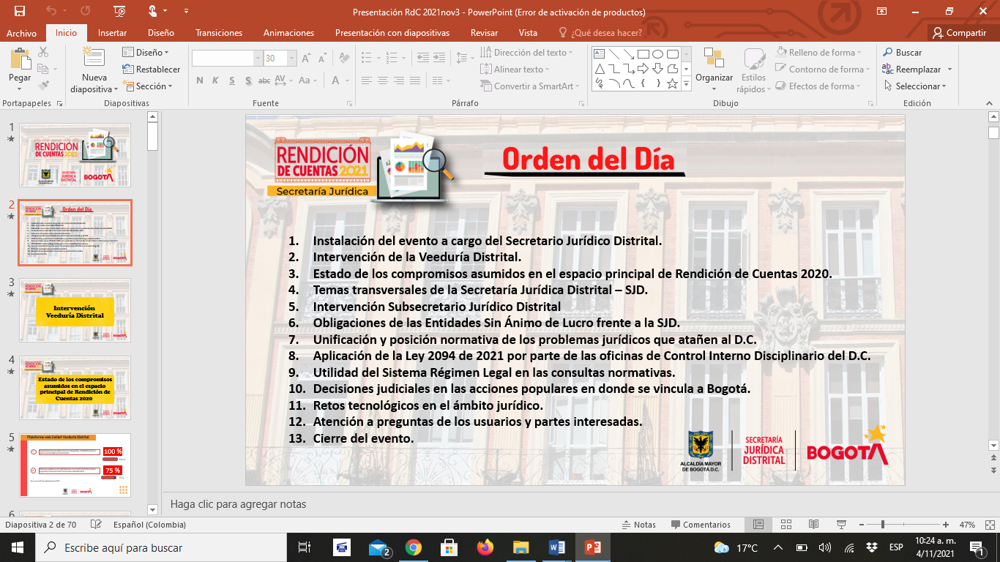 Presentación RdC 2021nov3 - PowerPoint (Error de activación de productos)
Archivo Inicio Insertar Diseño Transiciones Animaciones Presentación con diapositivas Revisar Vista ¿Qué desea hacer? Compartir
Pegar
Nueva diapositiva
Diseño
Restablecer
Sección
30
N K S S abc AV Aa A
Dirección del texto
Alinear texto
Convertir a SmartArt
Organizar
Estilos rápidos
Relleno de forma
Contorno de forma
Efectos de forma
Buscar
Reemplazar
Seleccionar
Portapapeles Diapositivas Fuente Párrafo Dibujo Edición
1
RENDICIÓN
DE CUENTAS 2021
SECRETARÍA
JURÍDICA
DISTRITAL
BOGOTÁ
2
Orden del Día
3
Intervención
Veeduría Distrital
4
Estado de los compromisos
asumidos en el espacio
principal de Rendición de
Cuentas 2020
5
Plataforma web Colibrí- Veeduría Distrital
100 %
75 %
6
RENDICIÓN
DE CUENTAS 2021
Secretaría Jurídica
Orden del Día
1. Instalación del evento a cargo del Secretario Jurídico Distrital.
2. Intervención de la Veeduría Distrital.
3. Estado de los compromisos asumidos en el espacio principal de Rendición de Cuentas 2020.
4. Temas transversales de la Secretaría Jurídica Distrital – SJD.
5. Intervención Subsecretario Jurídico Distrital
6. Obligaciones de las Entidades Sin Ánimo de Lucro frente a la SJD.
7. Unificación y posición normativa de los problemas jurídicos que atañen al D.C.
8. Aplicación de la Ley 2094 de 2021 por parte de las oficinas de Control Interno Disciplinario del D.C.
9. Utilidad del Sistema Régimen Legal en las consultas normativas.
10. Decisiones judiciales en las acciones populares en donde se vincula a Bogotá.
11. Retos tecnológicos en el ámbito jurídico.
12. Atención a preguntas de los usuarios y partes interesadas.
13. Cierre del evento.
ALCALDÍA MAYOR
DE BOGOTÁ D.C.
SECRETARÍA
JURÍDICA
DISTRITAL
BOGOTÁ
Haga clic para agregar notas
Diapositiva 2 de 70 Español (Colombia) Notas Comentarios 47%
Escribe aquí para buscar
2
17°C
ESP
10:24 a. m.
4/11/2021
1